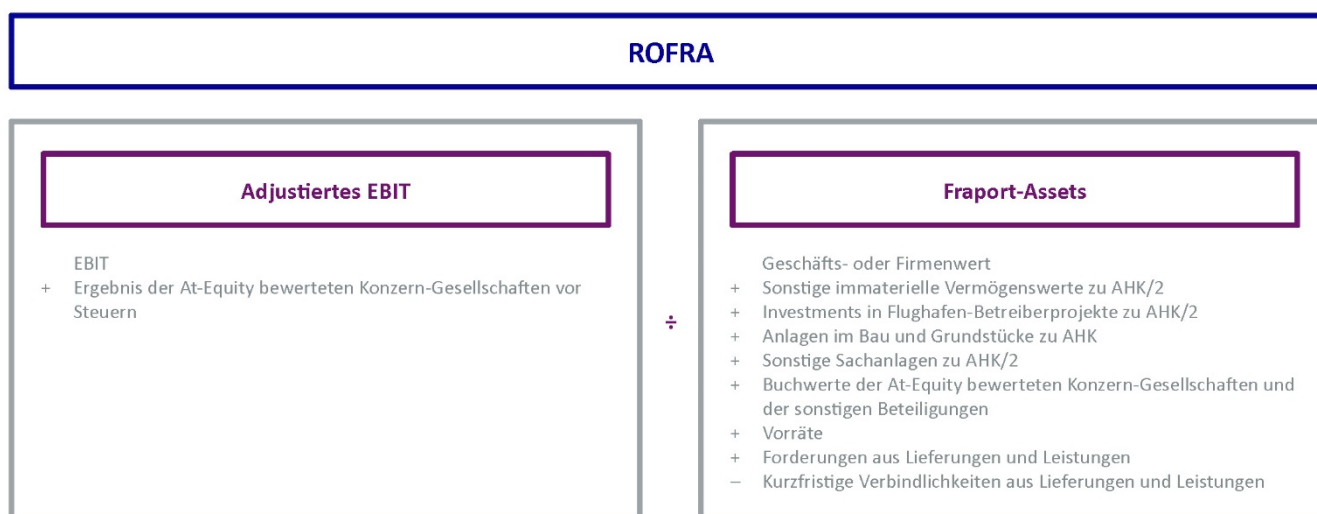 ROFRA
Adjustiertes EBIT
EBIT
+ Ergebnis der At-Equity bewerteten Konzern-Gesellschaften vor
Steuern
÷
Fraport-Assets
Geschäfts- oder Firmenwert
+ Sonstige immaterielle Vermögenswerte zu AHK/2
+ Investments in Flughafen-Betreiberprojekte zu AHK/2
+ Anlagen im Bau und Grundstücke zu AHK
+ Sonstige Sachanlagen zu AHK/2
+ Buchwerte der At-Equity bewerteten Konzern-Gesellschaften und
der sonstigen Beteiligungen
+ Vorräte
+ Forderungen aus Lieferungen und Leistungen
– Kurzfristige Verbindlichkeiten aus Lieferungen und Leistungen